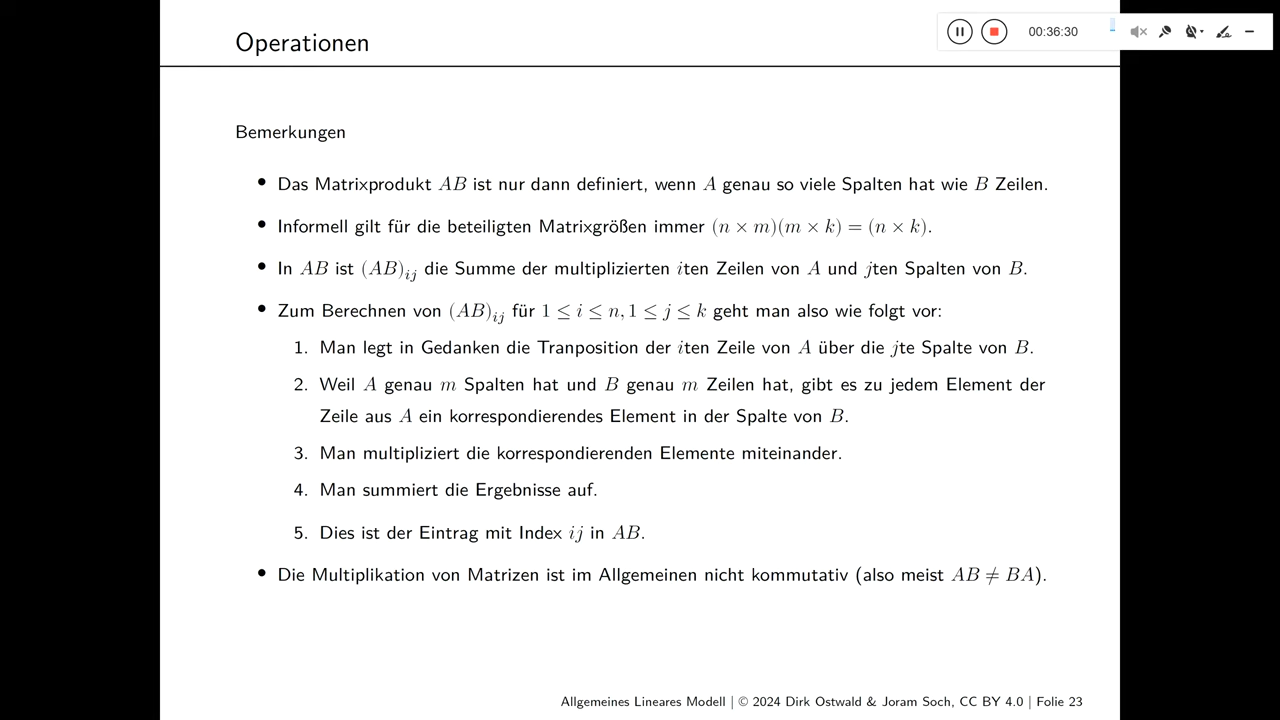 Operationen
00:36:30
Bemerkungen
• Das Matrixprodukt AB ist nur dann definiert, wenn A genau so viele Spalten hat wie B Zeilen.
• Informell gilt für die beteiligten Matrixgrößen immer (n × m)(m × k) = (n × k).
• In AB ist (AB)ij die Summe der multiplizierten iten Zeilen von A und jten Spalten von B.
• Zum Berechnen von (AB)ij für 1 ≤ i ≤ n, 1 ≤ j ≤ k geht man also wie folgt vor:
1. Man legt in Gedanken die Tranposition der iten Zeile von A über die jte Spalte von B.
2. Weil A genau m Spalten hat und B genau m Zeilen hat, gibt es zu jedem Element der
Zeile aus A ein korrespondierendes Element in der Spalte von B.
3. Man multipliziert die korrespondierenden Elemente miteinander.
4. Man summiert die Ergebnisse auf.
5. Dies ist der Eintrag mit Index ij in AB.
• Die Multiplikation von Matrizen ist im Allgemeinen nicht kommutativ (also meist AB ≠ BA).
Allgemeines Lineares Modell | © 2024 Dirk Ostwald & Joram Soch, CC BY 4.0 | Folie 23